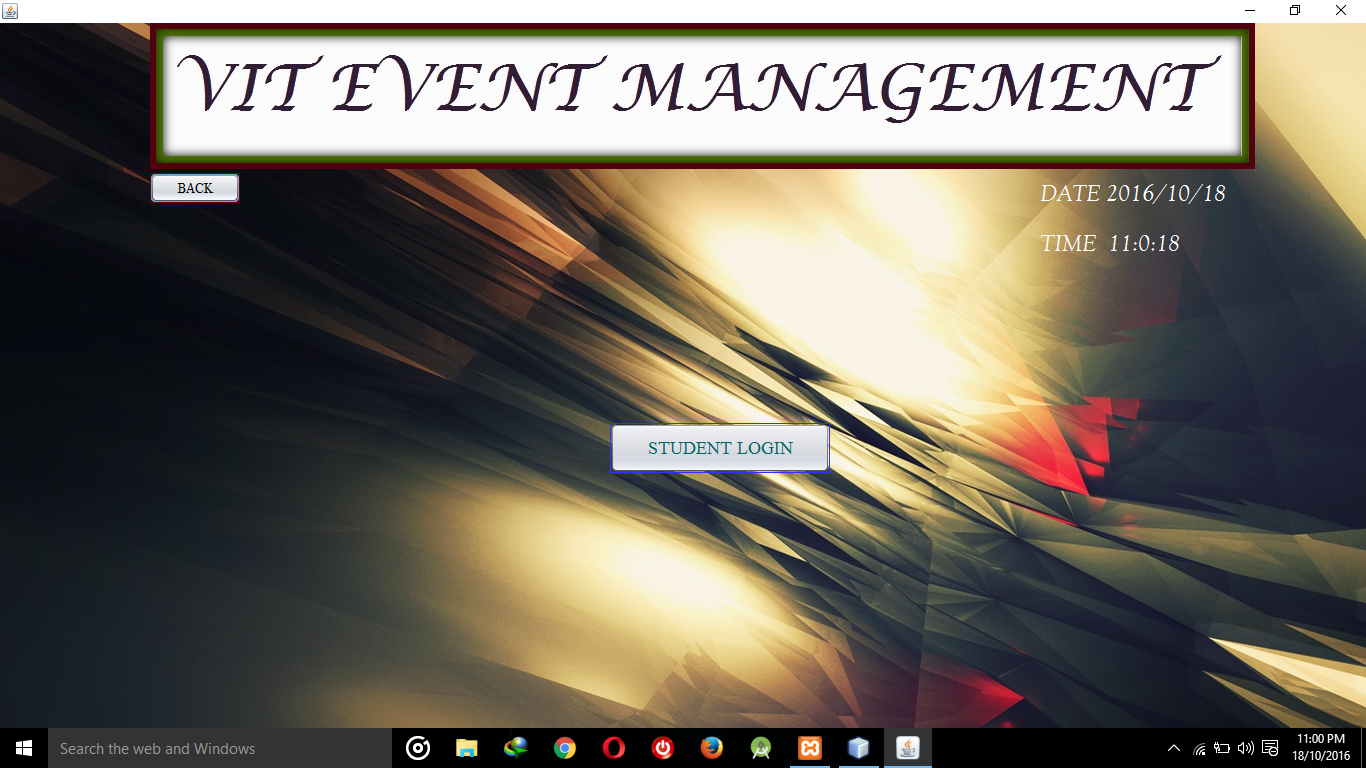 VIT EVENT MANAGEMENT
BACK
DATE 2016/10/18
TIME 11:0:18
STUDENT LOGIN
Search the web and Windows
11:00 PM
18/10/2016